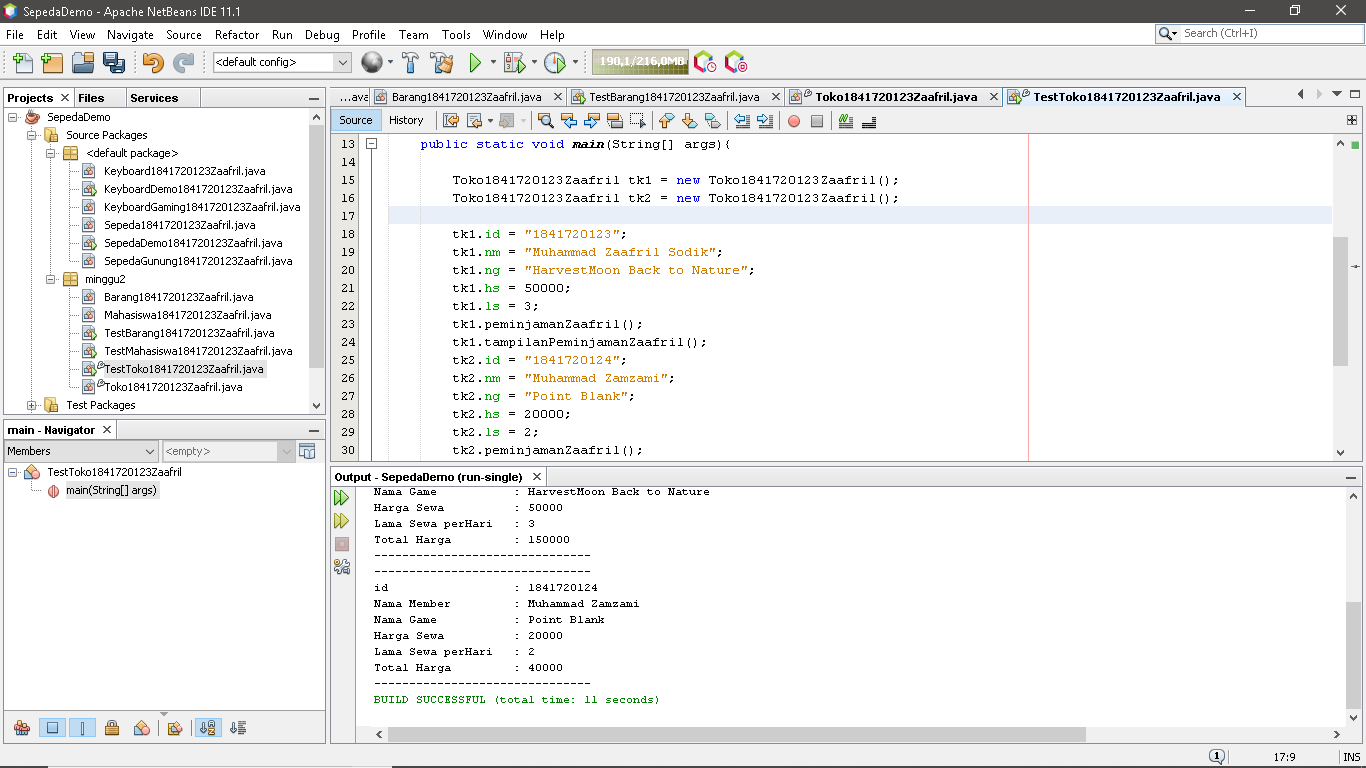 SepedaDemo - Apache NetBeans IDE 11.1
File Edit View Navigate Source Refactor Run Debug Profile Team Tools Window Help
Search (Ctrl+I)
<default config>
190,1/216,0MB
Projects Files Services
SepedaDemo
Source Packages
<default package>
Keyboard1841720123Zaafril.java
KeyboardDemo1841720123Zaafril.java
KeyboardGaming1841720123Zaafril.java
Sepeda1841720123Zaafril.java
SepedaDemo1841720123Zaafril.java
SepedaGunung1841720123Zaafril.java
minggu2
Barang1841720123Zaafril.java
Mahasiswa1841720123Zaafril.java
TestBarang1841720123Zaafril.java
TestMahasiswa1841720123Zaafril.java
TestToko1841720123Zaafril.java
Toko1841720123Zaafril.java
Test Packages
main - Navigator
Members
<empty>
TestToko1841720123Zaafril
main(String[] args)
...ava Barang1841720123Zaafril.java TestBarang1841720123Zaafril.java Toko1841720123Zaafril.java TestToko1841720123Zaafril.java
Source History
13 public static void main(String[] args){
14
15 Toko1841720123Zaafril tk1 = new Toko1841720123Zaafril();
16 Toko1841720123Zaafril tk2 = new Toko1841720123Zaafril();
17
18 tk1.id = "1841720123";
19 tk1.nm = "Muhammad Zaafril Sodik";
20 tk1.ng = "HarvestMoon Back to Nature";
21 tk1.hs = 50000;
22 tk1.ls = 3;
23 tk1.peminjamanZaafril();
24 tk1.tampilanPeminjamanZaafril();
25 tk2.id = "1841720124";
26 tk2.nm = "Muhammad Zamzami";
27 tk2.ng = "Point Blank";
28 tk2.hs = 20000;
29 tk2.ls = 2;
30 tk2.peminjamanZaafril();
Output - SepedaDemo (run-single)
Nama Game : HarvestMoon Back to Nature
Harga Sewa : 50000
Lama Sewa perHari : 3
Total Harga : 150000
-------------------------------
-------------------------------
id : 1841720124
Nama Member : Muhammad Zamzami
Nama Game : Point Blank
Harga Sewa : 20000
Lama Sewa perHari : 2
Total Harga : 40000
-------------------------------
BUILD SUCCESSFUL (total time: 11 seconds)
1 17:9 INS